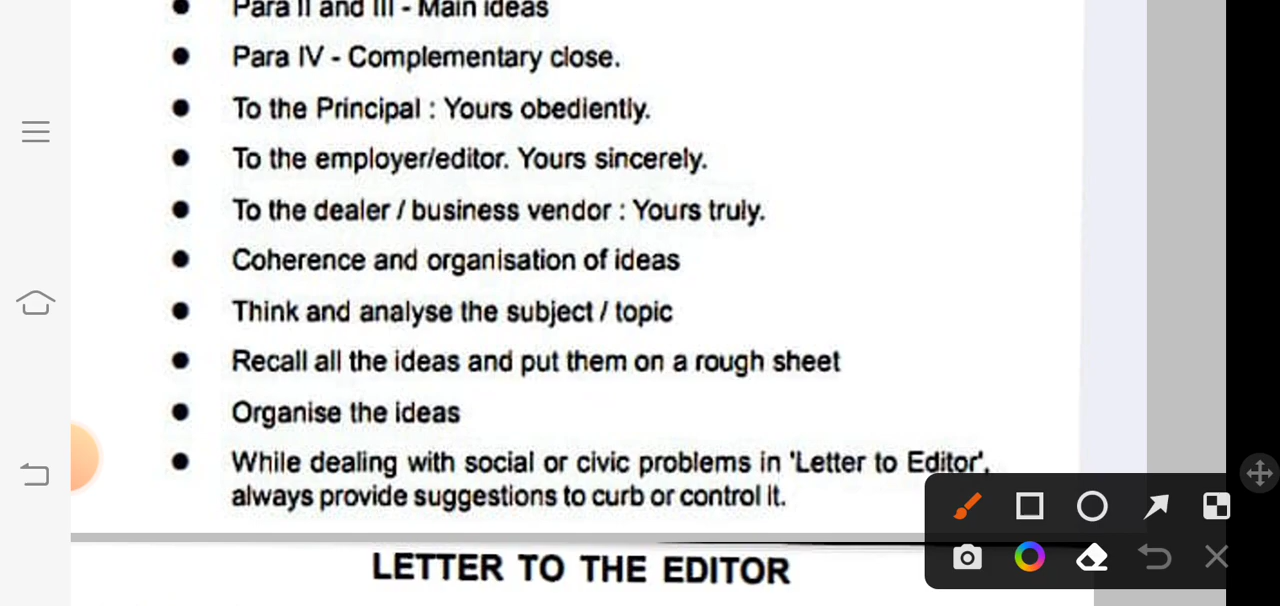 Para II and III - Main ideas
● Para IV - Complementary close.
● To the Principal : Yours obediently.
● To the employer/editor. Yours sincerely.
● To the dealer / business vendor : Yours truly.
● Coherence and organisation of ideas
● Think and analyse the subject / topic
● Recall all the ideas and put them on a rough sheet
● Organise the ideas
● While dealing with social or civic problems in 'Letter to Editor',
always provide suggestions to curb or control it.
LETTER TO THE EDITOR